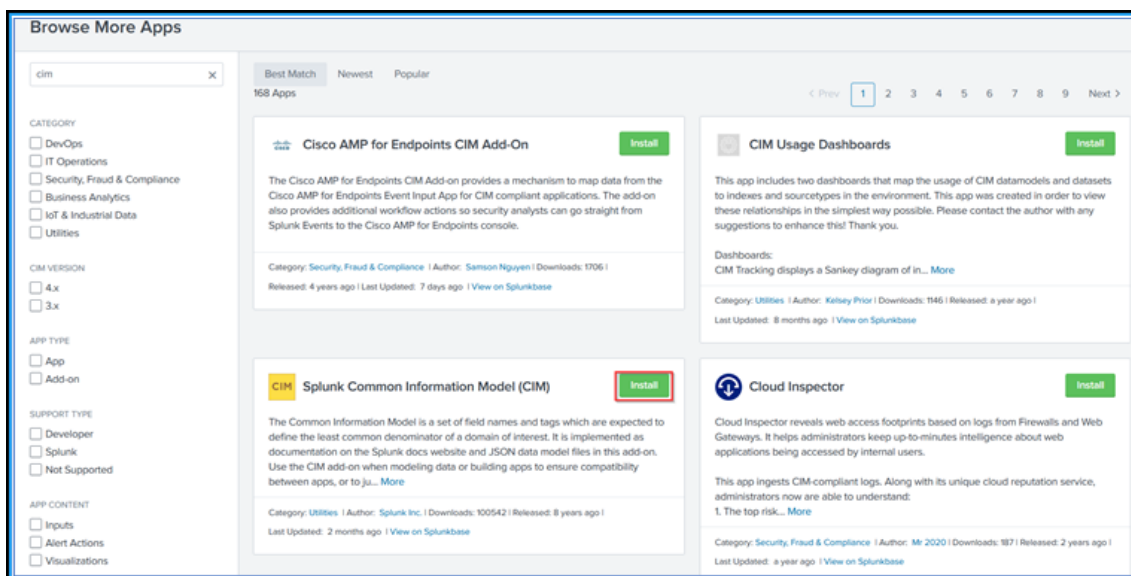 Browse More Apps
cim
×
CATEGORY
DevOps
IT Operations
Security, Fraud & Compliance
Business Analytics
IoT & Industrial Data
Utilities
CIM VERSION
4.x
3.x
APP TYPE
App
Add-on
SUPPORT TYPE
Developer
Splunk
Not Supported
APP CONTENT
Inputs
Alert Actions
Visualizations
Best Match Newest Popular
168 Apps
< Prev 1 2 3 4 5 6 7 8 9 Next >
Cisco AMP for Endpoints CIM Add-On
Install
The Cisco AMP for Endpoints CIM Add-on provides a mechanism to map data from the
Cisco AMP for Endpoints Event Input App for CIM compliant applications. The add-on
also provides additional workflow actions so security analysts can go straight from
Splunk Events to the Cisco AMP for Endpoints console.
Category: Security, Fraud & Compliance | Author: Samson Nguyen | Downloads: 1706 |
Released: 4 years ago | Last Updated: 7 days ago | View on Splunkbase
CIM Usage Dashboards
Install
This app includes two dashboards that map the usage of CIM datamodels and datasets
to indexes and sourcetypes in the environment. This app was created in order to view
these relationships in the simplest way possible. Please contact the author with any
suggestions to enhance this! Thank you.
Dashboards:
CIM Tracking displays a Sankey diagram of in... More
Category: Utilities | Author: Kelsey Prior | Downloads: 1146 | Released: a year ago |
Last Updated: 8 months ago | View on Splunkbase
CIM
Splunk Common Information Model (CIM)
Install
The Common Information Model is a set of field names and tags which are expected to
define the least common denominator of a domain of interest. It is implemented as
documentation on the Splunk docs website and JSON data model files in this add-on.
Use the CIM add-on when modeling data or building apps to ensure compatibility
between apps, or to ju... More
Category: Utilities | Author: Splunk Inc. | Downloads: 100542 | Released: 8 years ago |
Last Updated: 2 months ago | View on Splunkbase
Cloud Inspector
Install
Cloud Inspector reveals web access footprints based on logs from Firewalls and Web
Gateways. It helps administrators keep up-to-minutes intelligence about web
applications being accessed by internal users.
This app ingests CIM-compliant logs. Along with its unique cloud reputation service,
administrators now are able to understand:
1. The top risk... More
Category: Security, Fraud & Compliance | Author: Mr 2020 | Downloads: 187 | Released: 2 years ago |
Last Updated: a year ago | View on Splunkbase